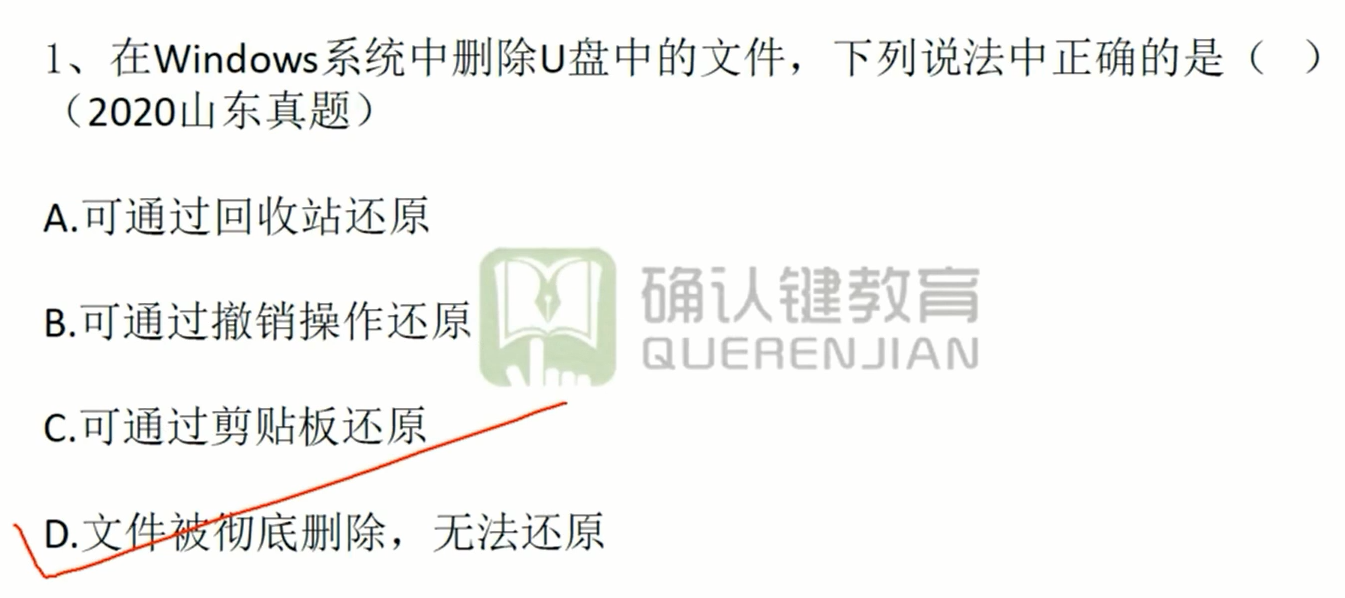 1、在Windows系统中删除U盘中的文件，下列说法中正确的是（ ）
（2020山东真题）
A.可通过回收站还原
B.可通过撤销操作还原
确认键教育
QUERENJIAN
C.可通过剪贴板还原
D.文件被彻底删除，无法还原